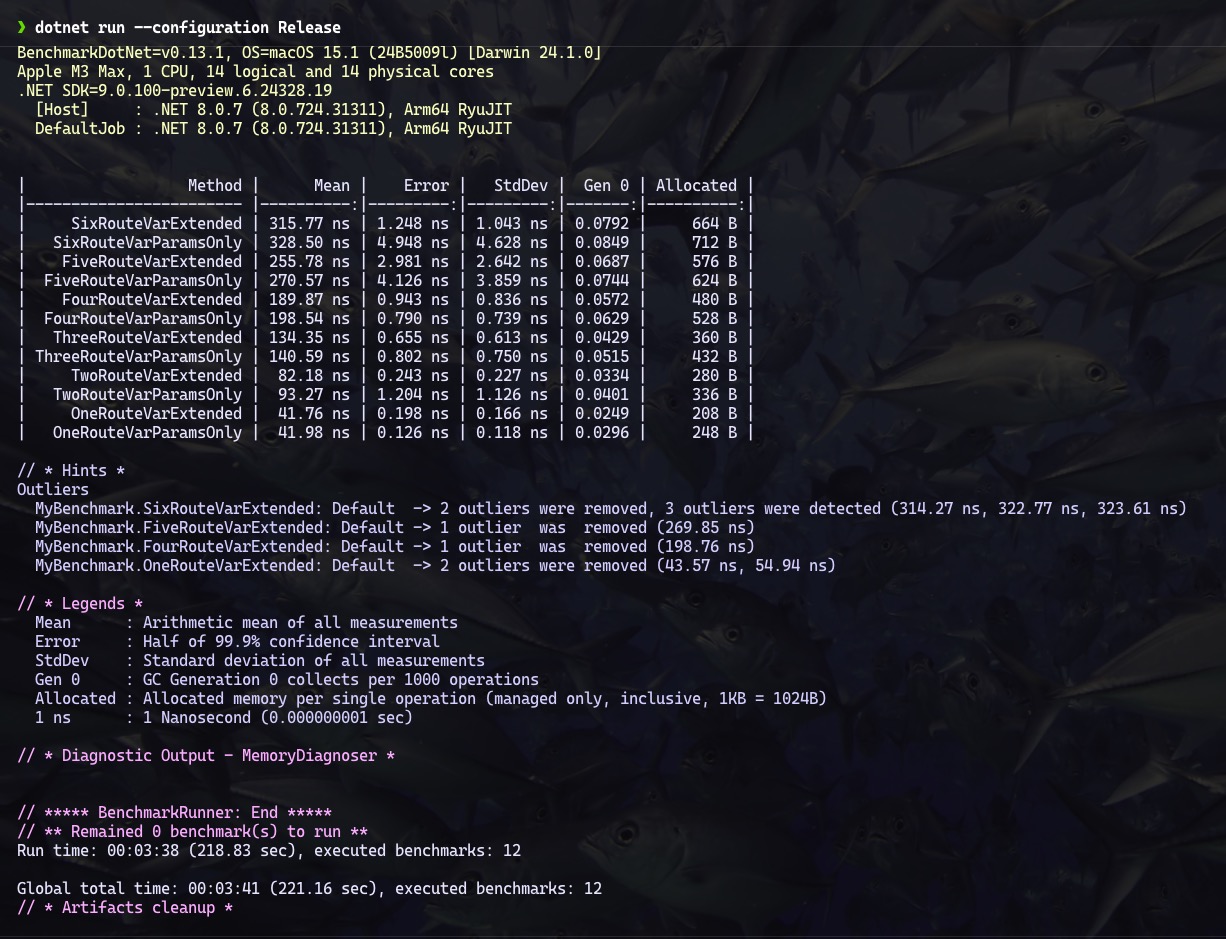 ❯ dotnet run --configuration Release
BenchmarkDotNet=v0.13.1, OS=macOS 15.1 (24B5009l) [Darwin 24.1.0]
Apple M3 Max, 1 CPU, 14 logical and 14 physical cores
.NET SDK=9.0.100-preview.6.24328.19
  [Host]     : .NET 8.0.7 (8.0.724.31311), Arm64 RyuJIT
  DefaultJob : .NET 8.0.7 (8.0.724.31311), Arm64 RyuJIT
|                  Method |      Mean |    Error |   StdDev |  Gen 0 | Allocated |
|------------------------ |----------:|---------:|---------:|-------:|----------:|
|     SixRouteVarExtended | 315.77 ns | 1.248 ns | 1.043 ns | 0.0792 |     664 B |
|   SixRouteVarParamsOnly | 328.50 ns | 4.948 ns | 4.628 ns | 0.0849 |     712 B |
|    FiveRouteVarExtended | 255.78 ns | 2.981 ns | 2.642 ns | 0.0687 |     576 B |
|  FiveRouteVarParamsOnly | 270.57 ns | 4.126 ns | 3.859 ns | 0.0744 |     624 B |
|    FourRouteVarExtended | 189.87 ns | 0.943 ns | 0.836 ns | 0.0572 |     480 B |
|  FourRouteVarParamsOnly | 198.54 ns | 0.790 ns | 0.739 ns | 0.0629 |     528 B |
|   ThreeRouteVarExtended | 134.35 ns | 0.655 ns | 0.613 ns | 0.0429 |     360 B |
| ThreeRouteVarParamsOnly | 140.59 ns | 0.802 ns | 0.750 ns | 0.0515 |     432 B |
|     TwoRouteVarExtended |  82.18 ns | 0.243 ns | 0.227 ns | 0.0334 |     280 B |
|   TwoRouteVarParamsOnly |  93.27 ns | 1.204 ns | 1.126 ns | 0.0401 |     336 B |
|     OneRouteVarExtended |  41.76 ns | 0.198 ns | 0.166 ns | 0.0249 |     208 B |
|   OneRouteVarParamsOnly |  41.98 ns | 0.126 ns | 0.118 ns | 0.0296 |     248 B |
// * Hints *
Outliers
  MyBenchmark.SixRouteVarExtended: Default  -> 2 outliers were removed, 3 outliers were detected (314.27 ns, 322.77 ns, 323.61 ns)
  MyBenchmark.FiveRouteVarExtended: Default -> 1 outlier  was  removed (269.85 ns)
  MyBenchmark.FourRouteVarExtended: Default -> 1 outlier  was  removed (198.76 ns)
  MyBenchmark.OneRouteVarExtended: Default  -> 2 outliers were removed (43.57 ns, 54.94 ns)
// * Legends *
  Mean      : Arithmetic mean of all measurements
  Error     : Half of 99.9% confidence interval
  StdDev    : Standard deviation of all measurements
  Gen 0     : GC Generation 0 collects per 1000 operations
  Allocated : Allocated memory per single operation (managed only, inclusive, 1KB = 1024B)
  1 ns      : 1 Nanosecond (0.000000001 sec)
// * Diagnostic Output - MemoryDiagnoser *
// ***** BenchmarkRunner: End *****
// ** Remained 0 benchmark(s) to run **
Run time: 00:03:38 (218.83 sec), executed benchmarks: 12
Global total time: 00:03:41 (221.16 sec), executed benchmarks: 12
// * Artifacts cleanup *